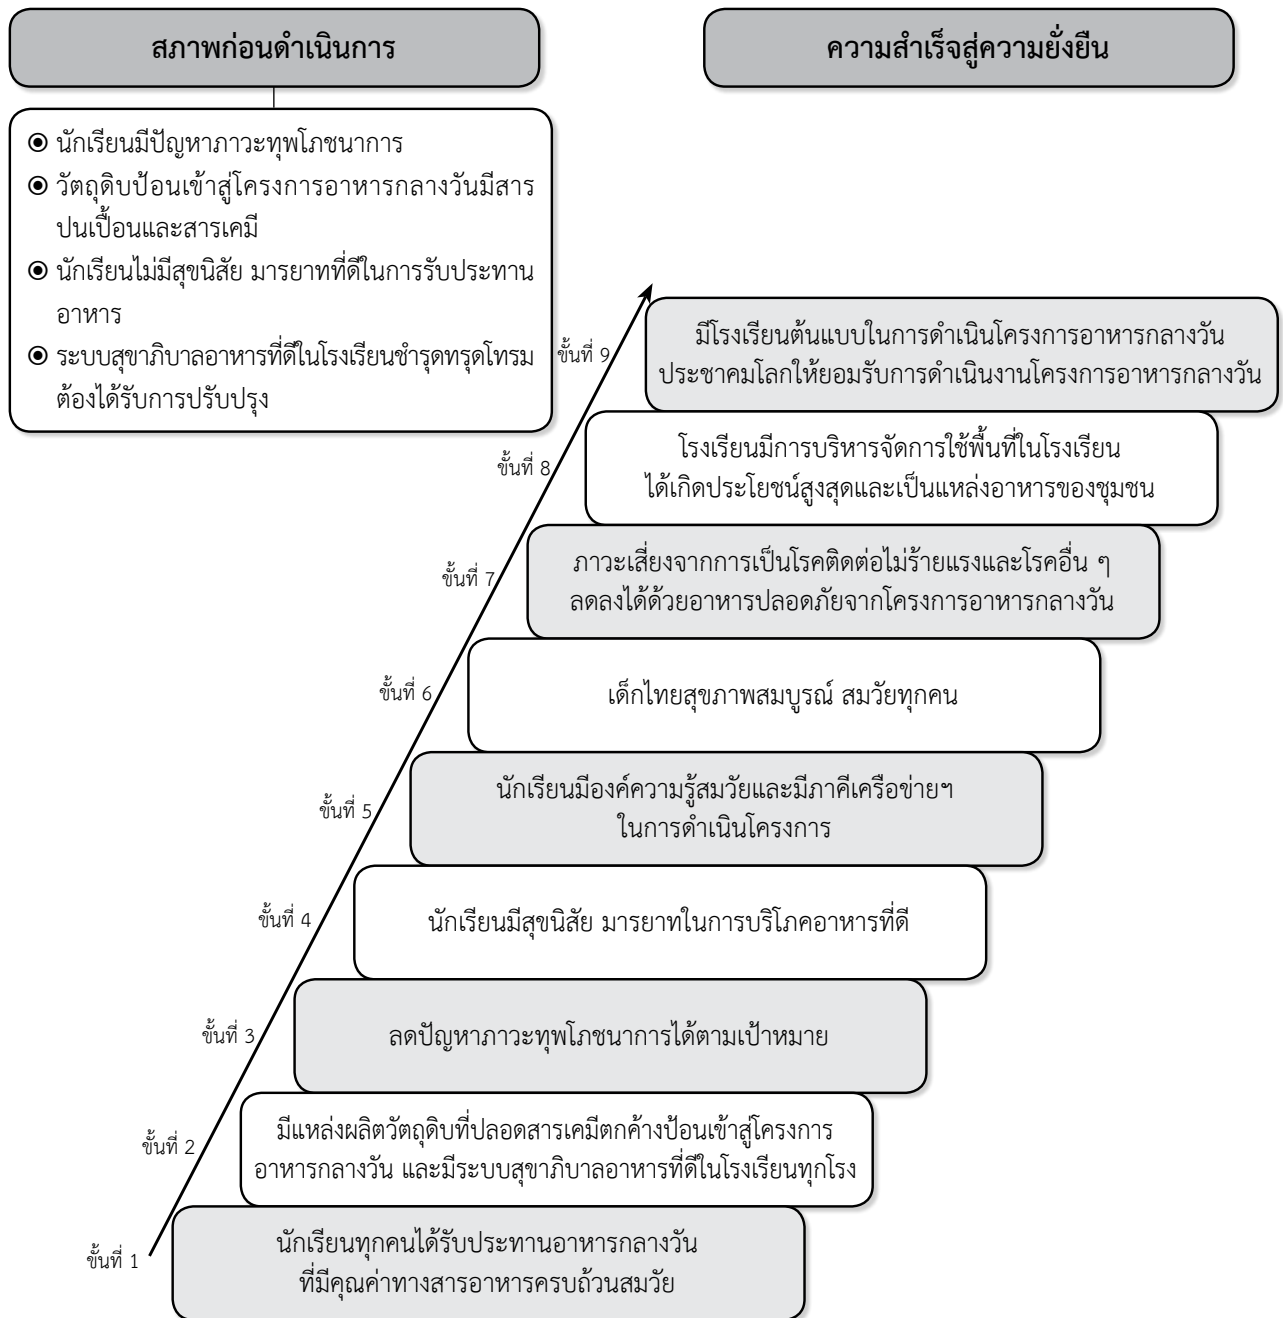 สภาพก่อนดำเนินการ
ความสำเร็จสู่ความยั่งยืน
นักเรียนมีปัญหาภาวะทุพโภชนาการ
วัตถุดิบป้อนเข้าสู่โครงการอาหารกลางวันมีสาร
ปนเปื้อนและสารเคมี
นักเรียนไม่มีสุขนิสัย มารยาทที่ดีในการรับประทาน
อาหาร
ระบบสุขาภิบาลอาหารที่ดีในโรงเรียนชำรุดทรุดโทรม
ต้องได้รับการปรับปรุง
ขั้นที่ 9
มีโรงเรียนต้นแบบในการดำเนินโครงการอาหารกลางวัน
ประชาคมโลกให้ยอมรับการดำเนินงานโครงการอาหารกลางวัน
ขั้นที่ 8
โรงเรียนมีการบริหารจัดการใช้พื้นที่ในโรงเรียน
ได้เกิดประโยชน์สูงสุดและเป็นแหล่งอาหารของชุมชน
ขั้นที่ 7
ภาวะเสี่ยงจากการเป็นโรคติดต่อไม่ร้ายแรงและโรคอื่น ๆ
ลดลงได้ด้วยอาหารปลอดภัยจากโครงการอาหารกลางวัน
ขั้นที่ 6
เด็กไทยสุขภาพสมบูรณ์ สมวัยทุกคน
ขั้นที่ 5
นักเรียนมีองค์ความรู้สมวัยและมีภาคีเครือข่ายฯ
ในการดำเนินโครงการ
ขั้นที่ 4
นักเรียนมีสุขนิสัย มารยาทในการบริโภคอาหารที่ดี
ขั้นที่ 3
ลดปัญหาภาวะทุพโภชนาการได้ตามเป้าหมาย
ขั้นที่ 2
มีแหล่งผลิตวัตถุดิบที่ปลอดสารเคมีตกค้างป้อนเข้าสู่โครงการ
อาหารกลางวัน และมีระบบสุขาภิบาลอาหารที่ดีในโรงเรียนทุกโรง
ขั้นที่ 1
นักเรียนทุกคนได้รับประทานอาหารกลางวัน
ที่มีคุณค่าทางสารอาหารครบถ้วนสมวัย